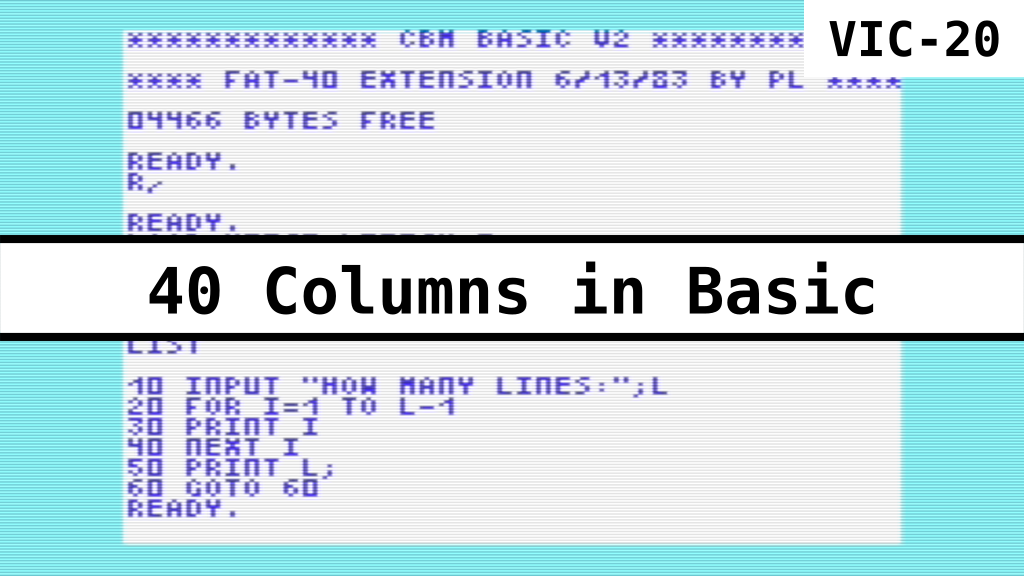 VIC-20
************* CBM BASIC V2 ********
**** FAT-40 EXTENSION 6/13/83 BY PL ****
04466 BYTES FREE
READY.
R,
READY.
40 Columns in Basic
LIST
10 INPUT "HOW MANY LINES:";L
20 FOR I=1 TO L-1
30 PRINT I
40 NEXT I
50 PRINT L;
60 GOTO 60
READY.